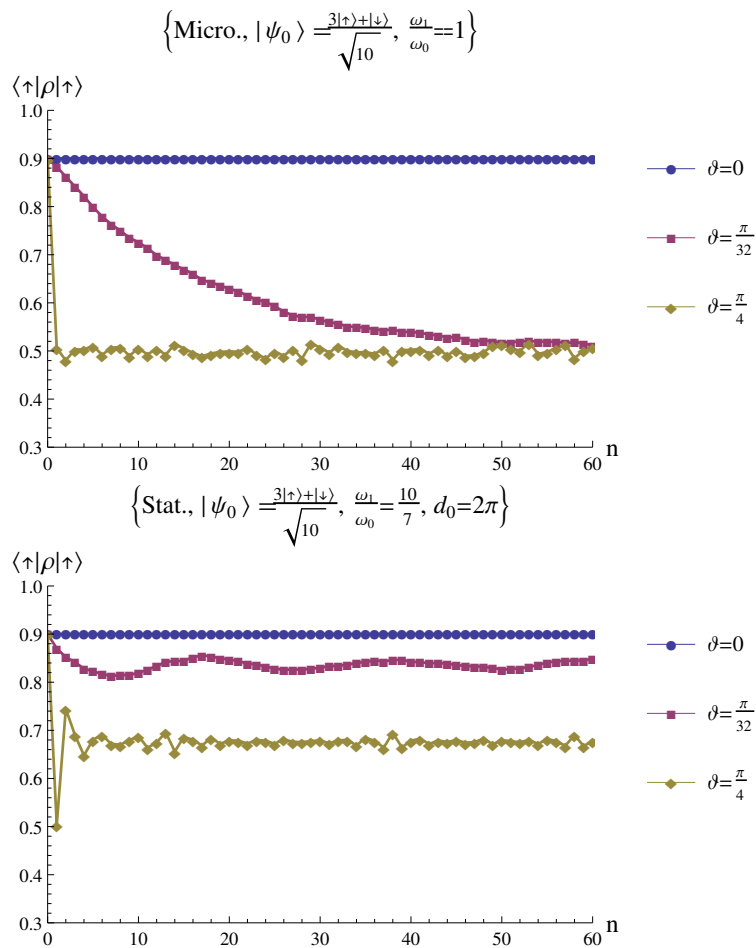 {Micro., |ψ₀⟩ = 3|↑⟩+|↓⟩/√10, ω₁/ω₀ == 1}
⟨↑|ρ|↑⟩
1.0
0.9
0.8
0.7
0.6
0.5
0.4
0.3
0 10 20 30 40 50 60 n
ϑ=0
ϑ=π/32
ϑ=π/4
{Stat., |ψ₀⟩ = 3|↑⟩+|↓⟩/√10, ω₁/ω₀ = 10/7, d₀=2π}
⟨↑|ρ|↑⟩
1.0
0.9
0.8
0.7
0.6
0.5
0.4
0.3
0 10 20 30 40 50 60 n
ϑ=0
ϑ=π/32
ϑ=π/4